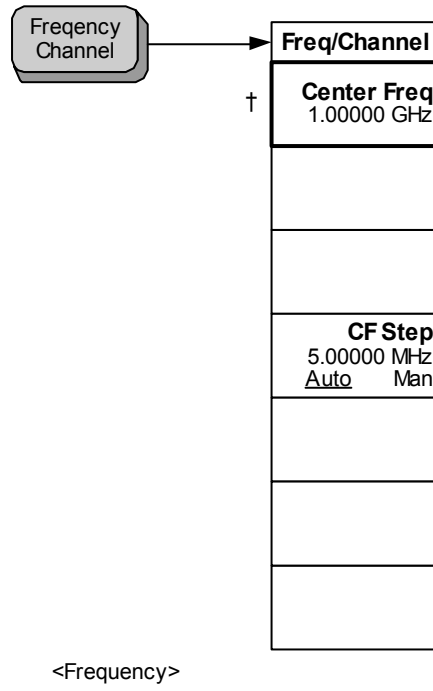 Freqency
Channel
Freq/Channel
†
Center Freq
1.00000 GHz
CF Step
5.00000 MHz
Auto Man
<Frequency>